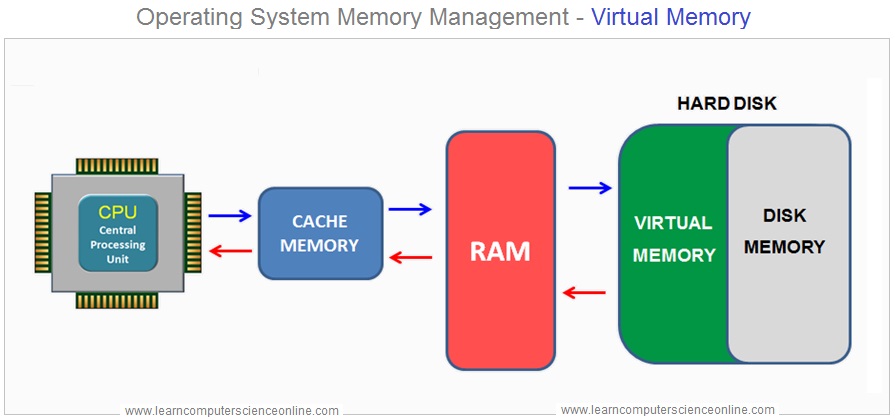 Operating System Memory Management - Virtual Memory
HARD DISK
CPU
Central
Processing
Unit
CACHE
MEMORY
RAM
VIRTUAL
MEMORY
DISK
MEMORY
www.learncomputerscienceonline.com
www.learncomputerscienceonline.com